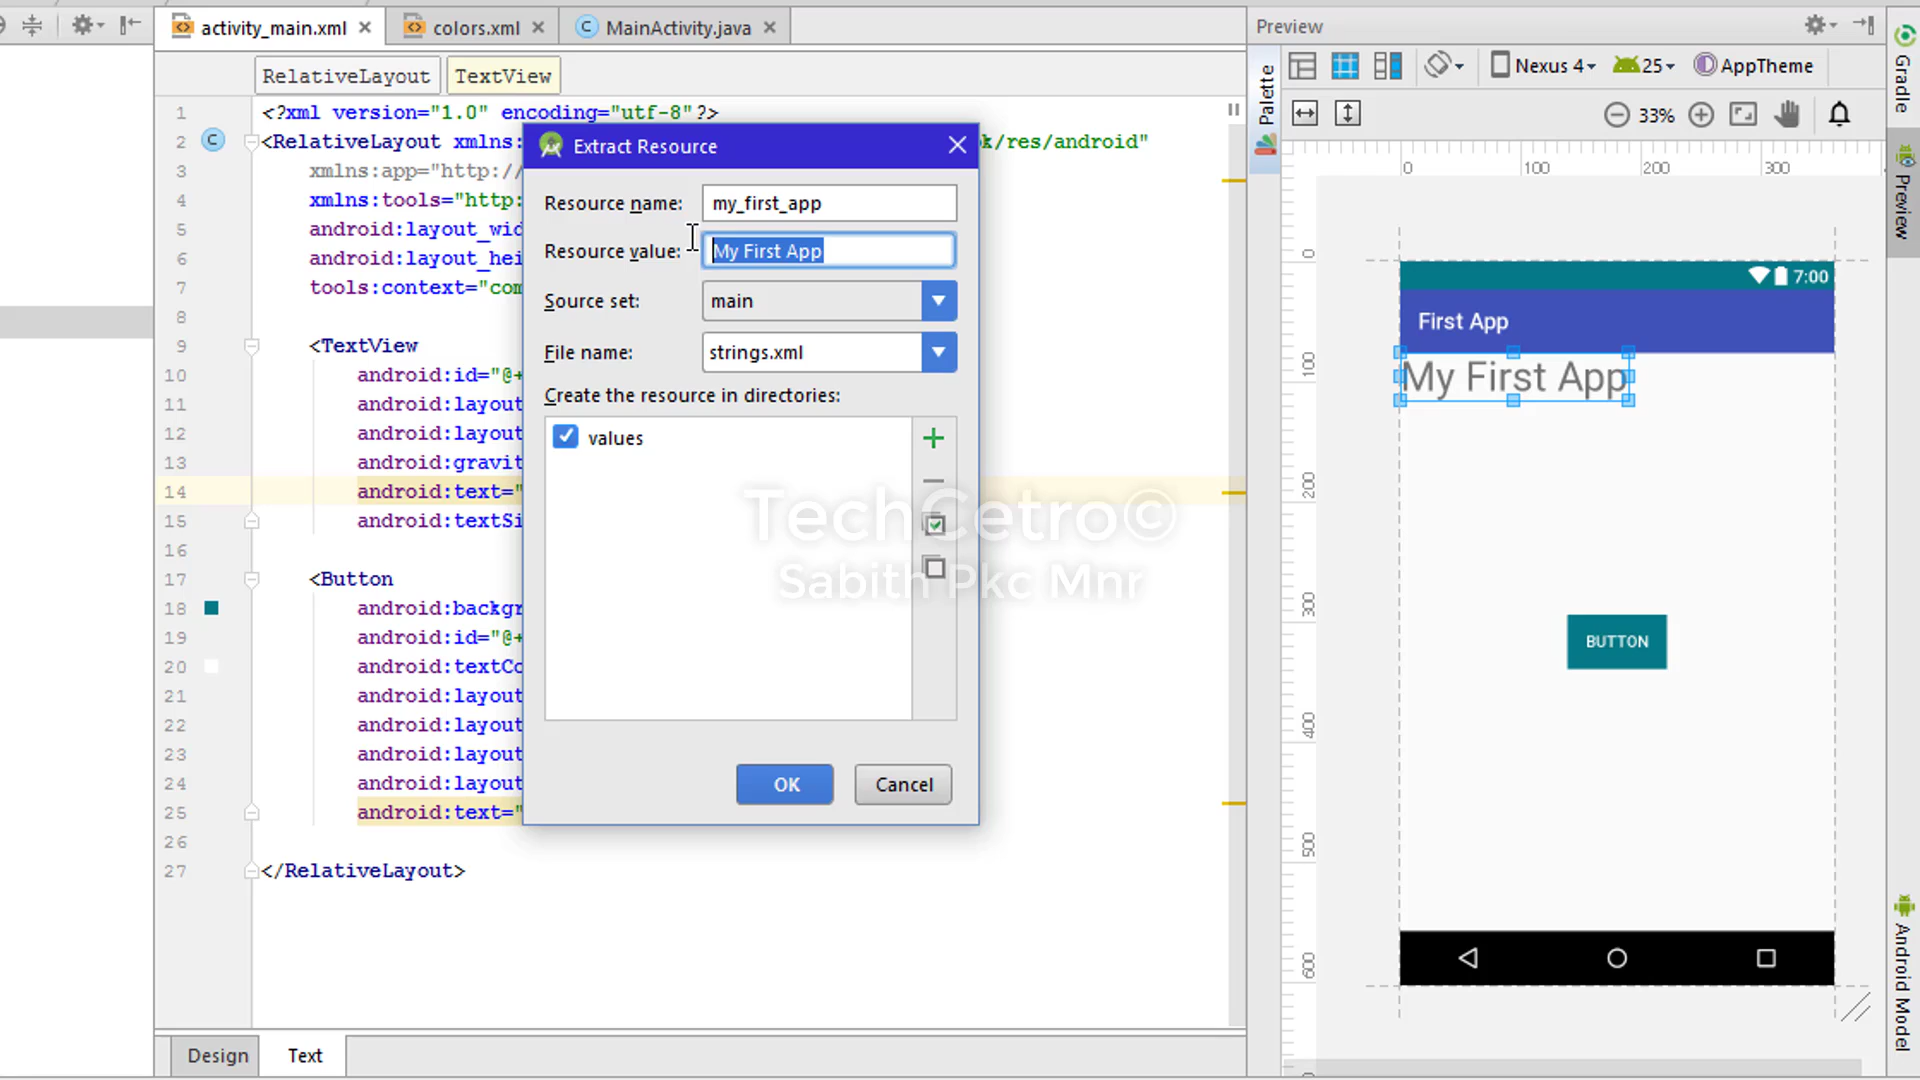 activity_main.xml
colors.xml
MainActivity.java
Preview
RelativeLayout
TextView
Nexus 4
25
AppTheme
33%
Palette
Gradle
Preview
Android Model
1 <?xml version="1.0" encoding="utf-8"?>
2 <RelativeLayout xmlns: k/res/android"
3 xmlns:app="http:/
4 xmlns:tools="http:
5 android:layout_wid
6 android:layout_hei
7 tools:context="com
8
9 <TextView
10 android:id="@+
11 android:layout
12 android:layout
13 android:gravit
14 android:text="
15 android:textSi
16
17 <Button
18 android:backgr
19 android:id="@+
20 android:textCo
21 android:layout
22 android:layout
23 android:layout
24 android:layout
25 android:text="
26
27 </RelativeLayout>
Extract Resource
Resource name: my_first_app
Resource value: My First App
Source set: main
File name: strings.xml
Create the resource in directories:
values
OK
Cancel
TechCetro©
Sabith Pkc Mnr
0 100 200 300
0
100
200
300
400
500
600
7:00
First App
My First App
BUTTON
Design
Text